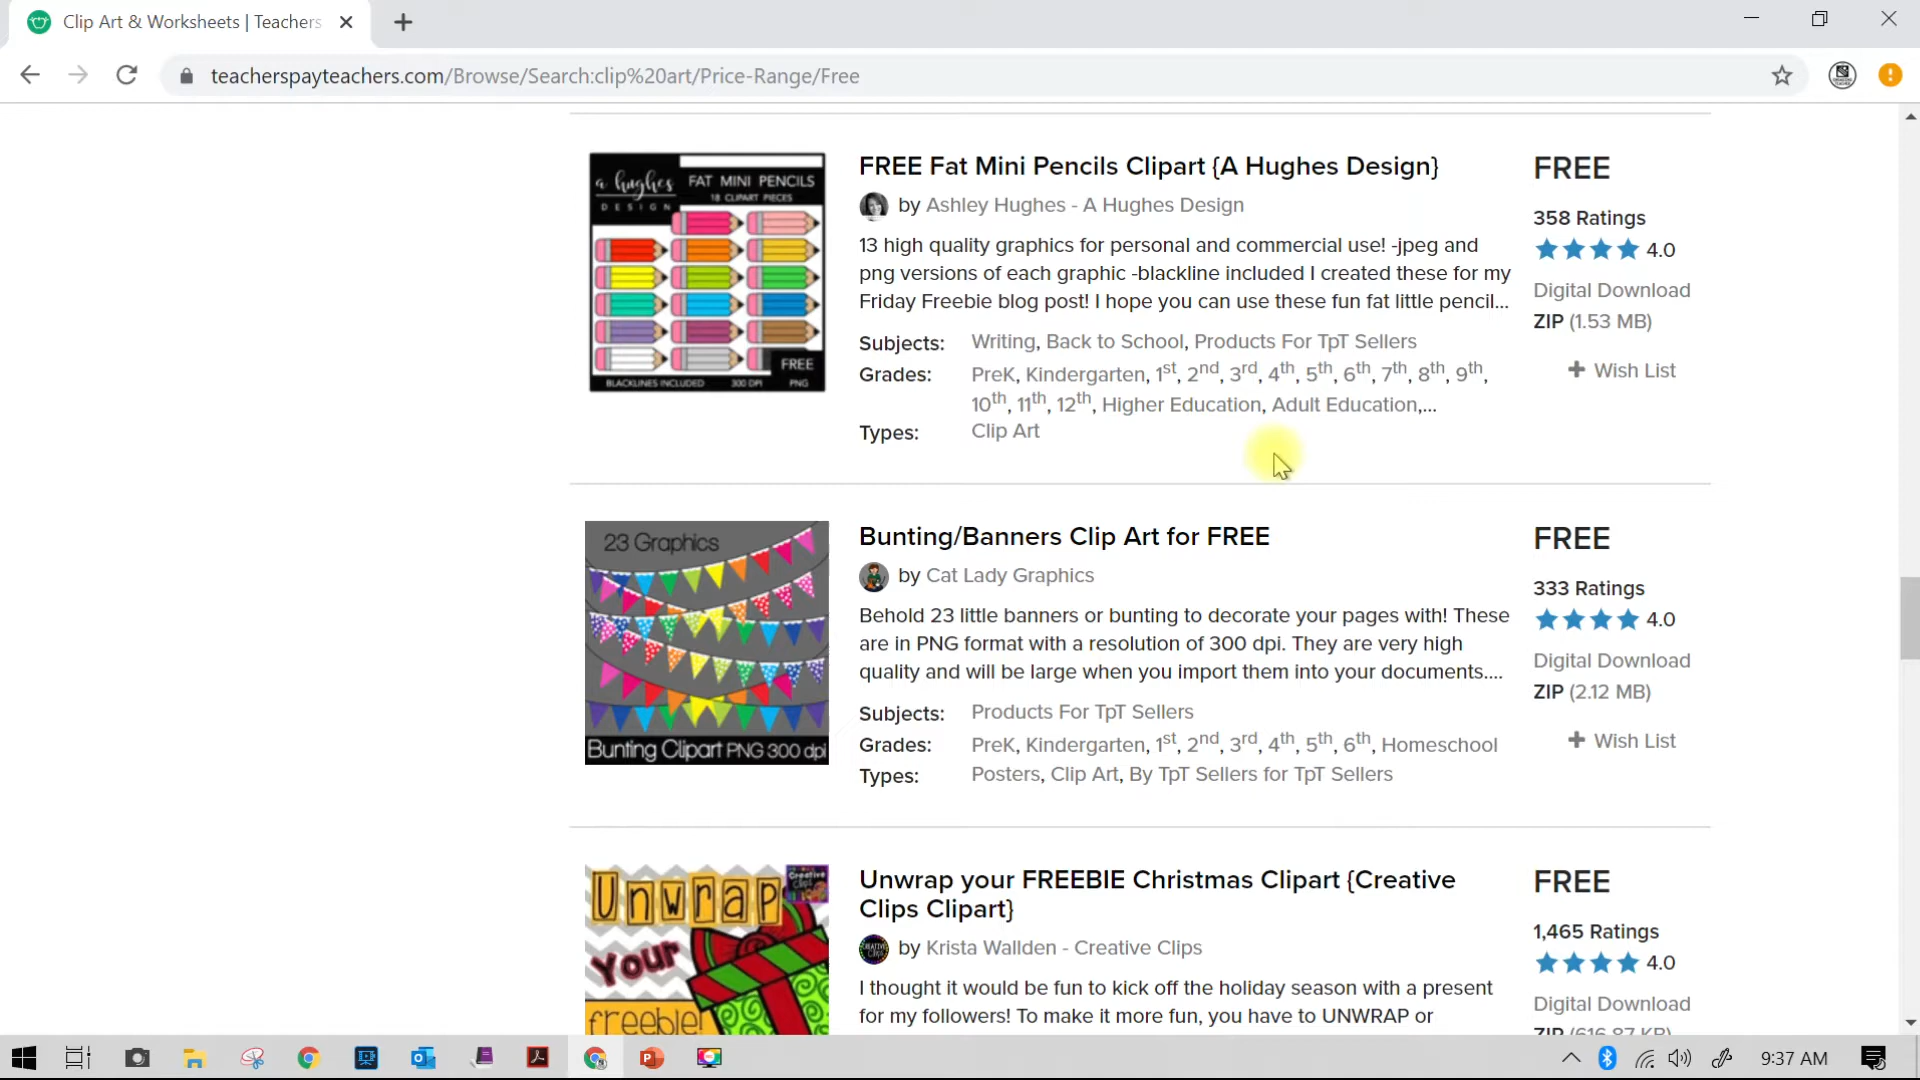 Clip Art & Worksheets | Teachers
teacherspayteachers.com/Browse/Search:clip%20art/Price-Range/Free
a hughes
DESIGN
FAT MINI PENCILS
18 CLIPART PIECES
FREE
BLACKLINES INCLUDED 300 DPI PNG
FREE Fat Mini Pencils Clipart {A Hughes Design}
by Ashley Hughes - A Hughes Design
13 high quality graphics for personal and commercial use! -jpeg and
png versions of each graphic -blackline included I created these for my
Friday Freebie blog post! I hope you can use these fun fat little pencil...
Subjects: Writing, Back to School, Products For TpT Sellers
Grades: PreK, Kindergarten, 1st, 2nd, 3rd, 4th, 5th, 6th, 7th, 8th, 9th,
10th, 11th, 12th, Higher Education, Adult Education,...
Types: Clip Art
FREE
358 Ratings
4.0
Digital Download
ZIP (1.53 MB)
+ Wish List
23 Graphics
Bunting Clipart PNG 300 dpi
Bunting/Banners Clip Art for FREE
by Cat Lady Graphics
Behold 23 little banners or bunting to decorate your pages with! These
are in PNG format with a resolution of 300 dpi. They are very high
quality and will be large when you import them into your documents....
Subjects: Products For TpT Sellers
Grades: PreK, Kindergarten, 1st, 2nd, 3rd, 4th, 5th, 6th, Homeschool
Types: Posters, Clip Art, By TpT Sellers for TpT Sellers
FREE
333 Ratings
4.0
Digital Download
ZIP (2.12 MB)
+ Wish List
Unwrap
Your
freebie!
Creative
Clips
Unwrap your FREEBIE Christmas Clipart {Creative
Clips Clipart}
by Krista Wallden - Creative Clips
I thought it would be fun to kick off the holiday season with a present
for my followers! To make it more fun, you have to UNWRAP or
FREE
1,465 Ratings
4.0
Digital Download
ZIP (616.87 KB)
9:37 AM